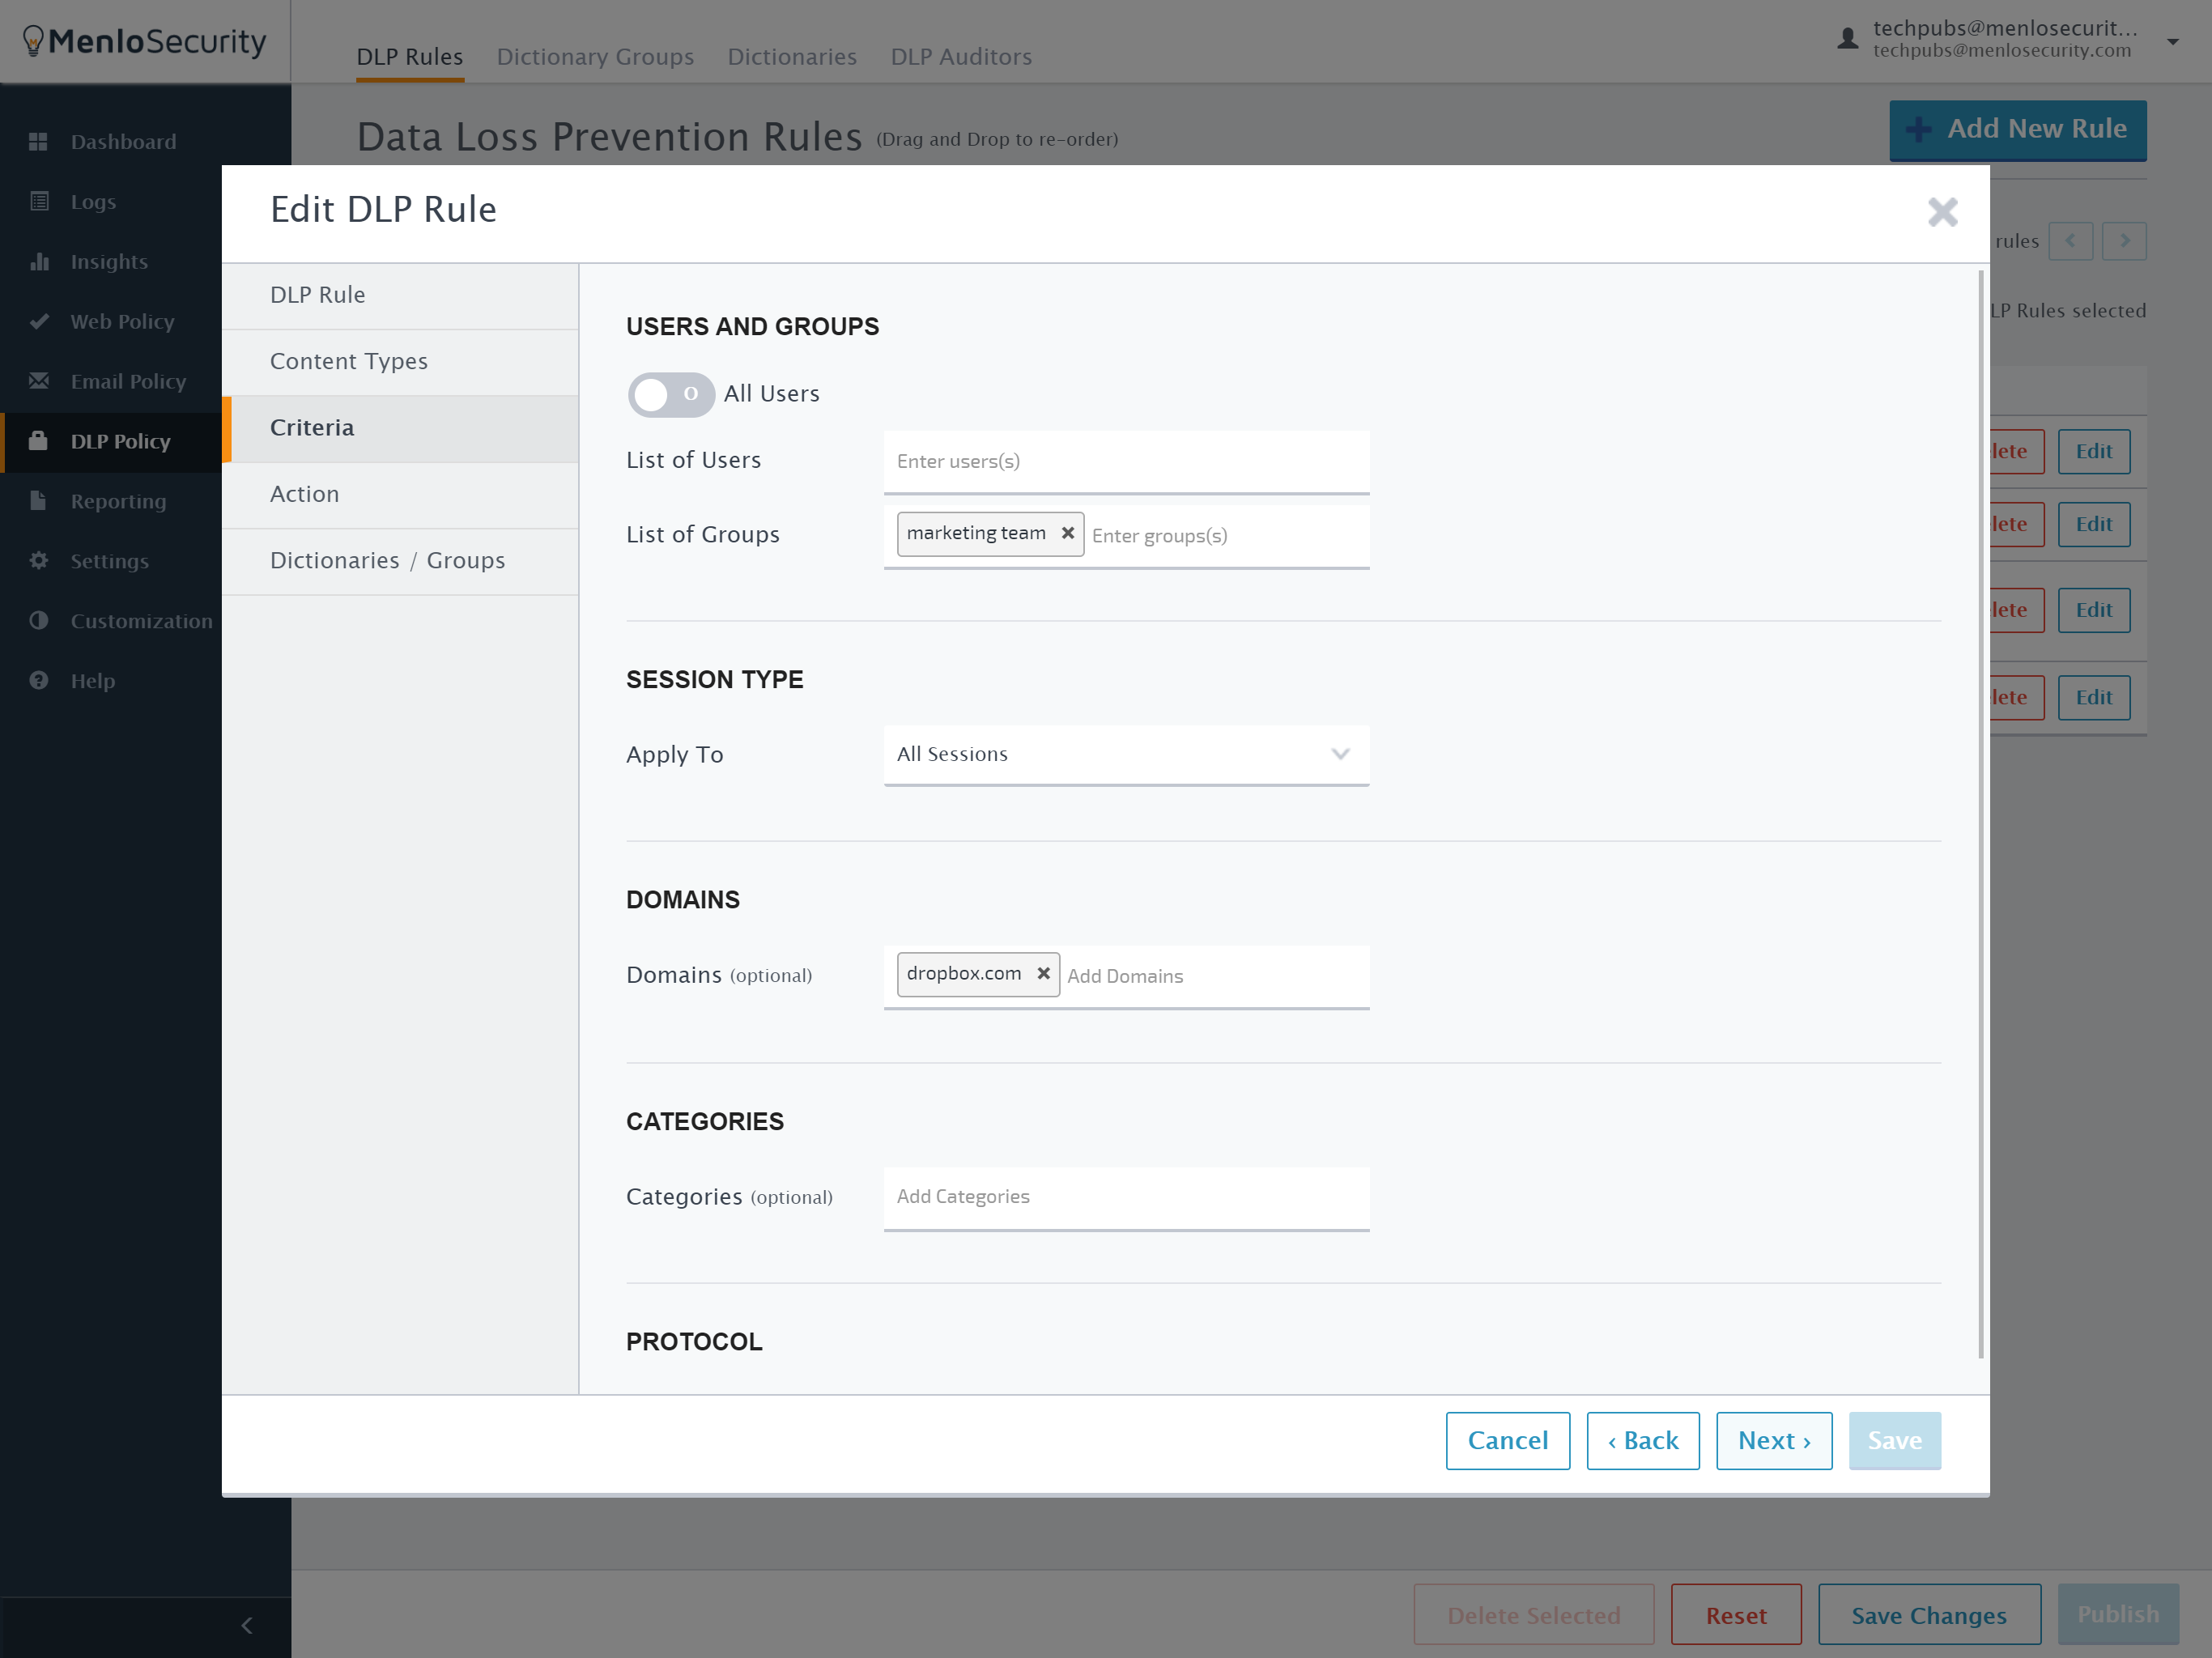 MenloSecurity
DLP Rules Dictionary Groups Dictionaries DLP Auditors
techpubs@menlosecurit...
techpubs@menlosecurity.com
Data Loss Prevention Rules (Drag and Drop to re-order)
Add New Rule
Dashboard
Logs
Insights
Web Policy
Email Policy
DLP Policy
Reporting
Settings
Customization
Help
rules
LP Rules selected
lete Edit
lete Edit
lete Edit
lete Edit
Edit DLP Rule
DLP Rule
Content Types
Criteria
Action
Dictionaries / Groups
USERS AND GROUPS
O All Users
List of Users Enter users(s)
List of Groups marketing team Enter groups(s)
SESSION TYPE
Apply To All Sessions
DOMAINS
Domains (optional) dropbox.com Add Domains
CATEGORIES
Categories (optional) Add Categories
PROTOCOL
Cancel ‹ Back Next › Save
Delete Selected Reset Save Changes Publish